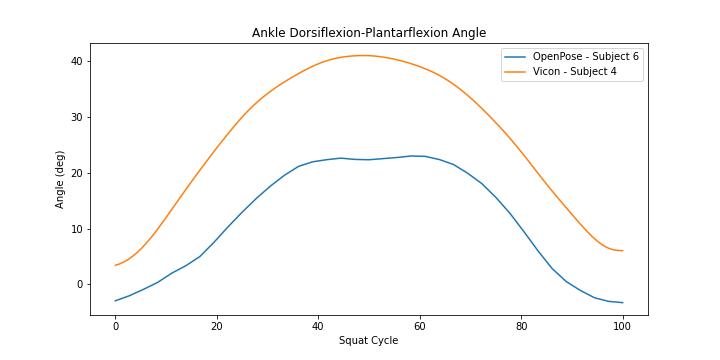 Ankle Dorsiflexion-Plantarflexion Angle
OpenPose - Subject 6
Vicon - Subject 4
Angle (deg)
40
30
20
10
0
0 20 40 60 80 100
Squat Cycle